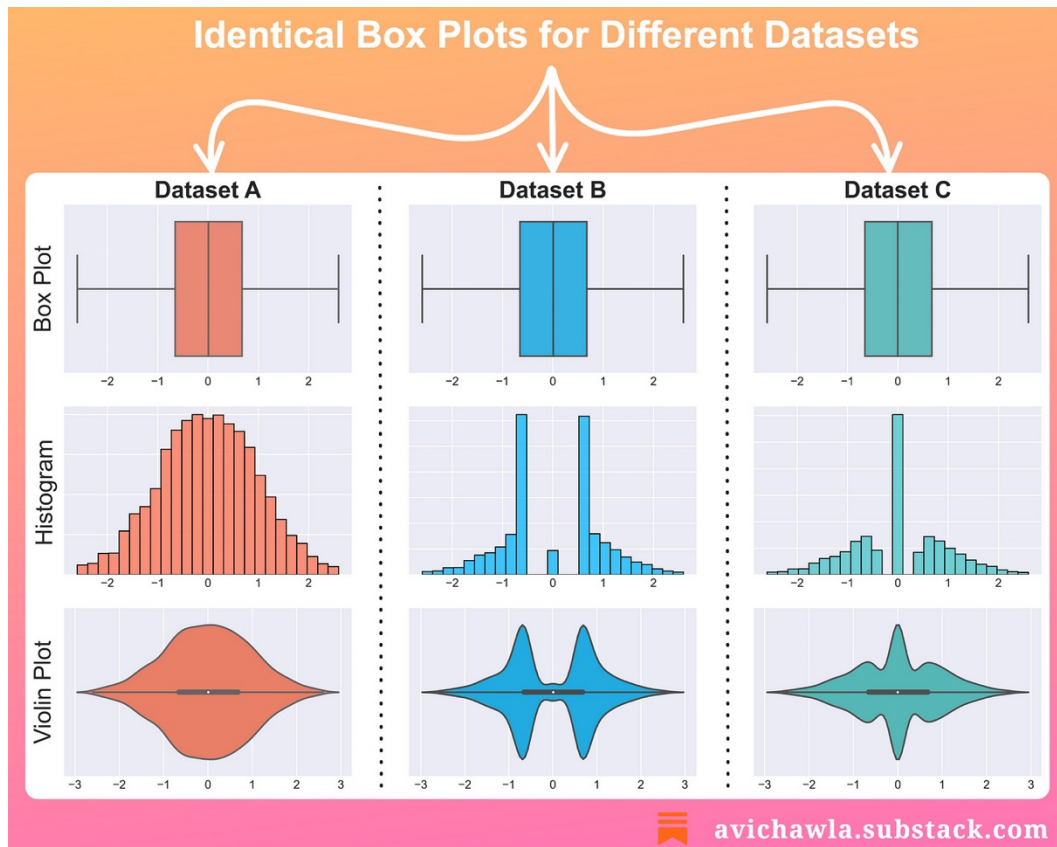 Identical Box Plots for Different Datasets
Dataset A Dataset B Dataset C
Box Plot
−2 −1 0 1 2 −2 −1 0 1 2 −2 −1 0 1 2
Histogram
−2 −1 0 1 2 −2 −1 0 1 2 −2 −1 0 1 2
Violin Plot
−3 −2 −1 0 1 2 3 −3 −2 −1 0 1 2 3 −3 −2 −1 0 1 2 3
avichawla.substack.com